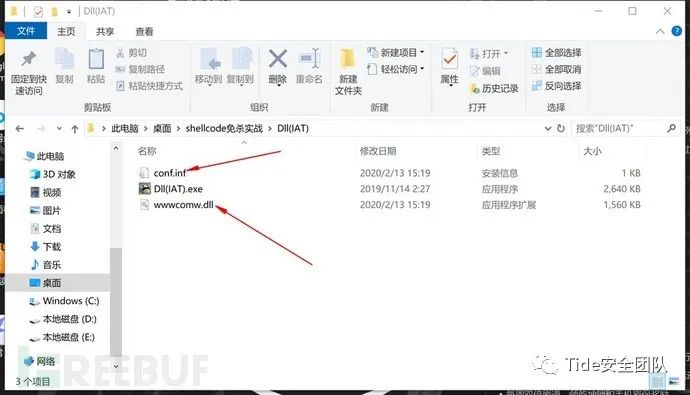 Dll(IAT)
文件 主页 共享 查看
固定到快速访问 复制 粘贴 剪切 复制路径 粘贴快捷方式
移动到 复制到 删除 重命名
新建文件夹 新建项目 轻松访问
属性 打开 编辑 历史记录
全部选择 全部取消 反向选择
剪贴板 组织 新建 打开 选择
此电脑 桌面 shellcode免杀实战 Dll(IAT) 搜索"Dll(IAT)"
名称 修改日期 类型 大小
conf.inf 2020/2/13 15:19 安装信息 1 KB
Dll(IAT).exe 2019/11/14 2:27 应用程序 2,640 KB
wwwcomw.dll 2020/2/13 15:19 应用程序扩展 1,560 KB
此电脑
3D 对象
视频
图片
文档
下载
音乐
桌面
Windows (C:)
本地磁盘 (D:)
本地磁盘 (E:)
网络
3 个项目
REEBUF
Tide安全团队